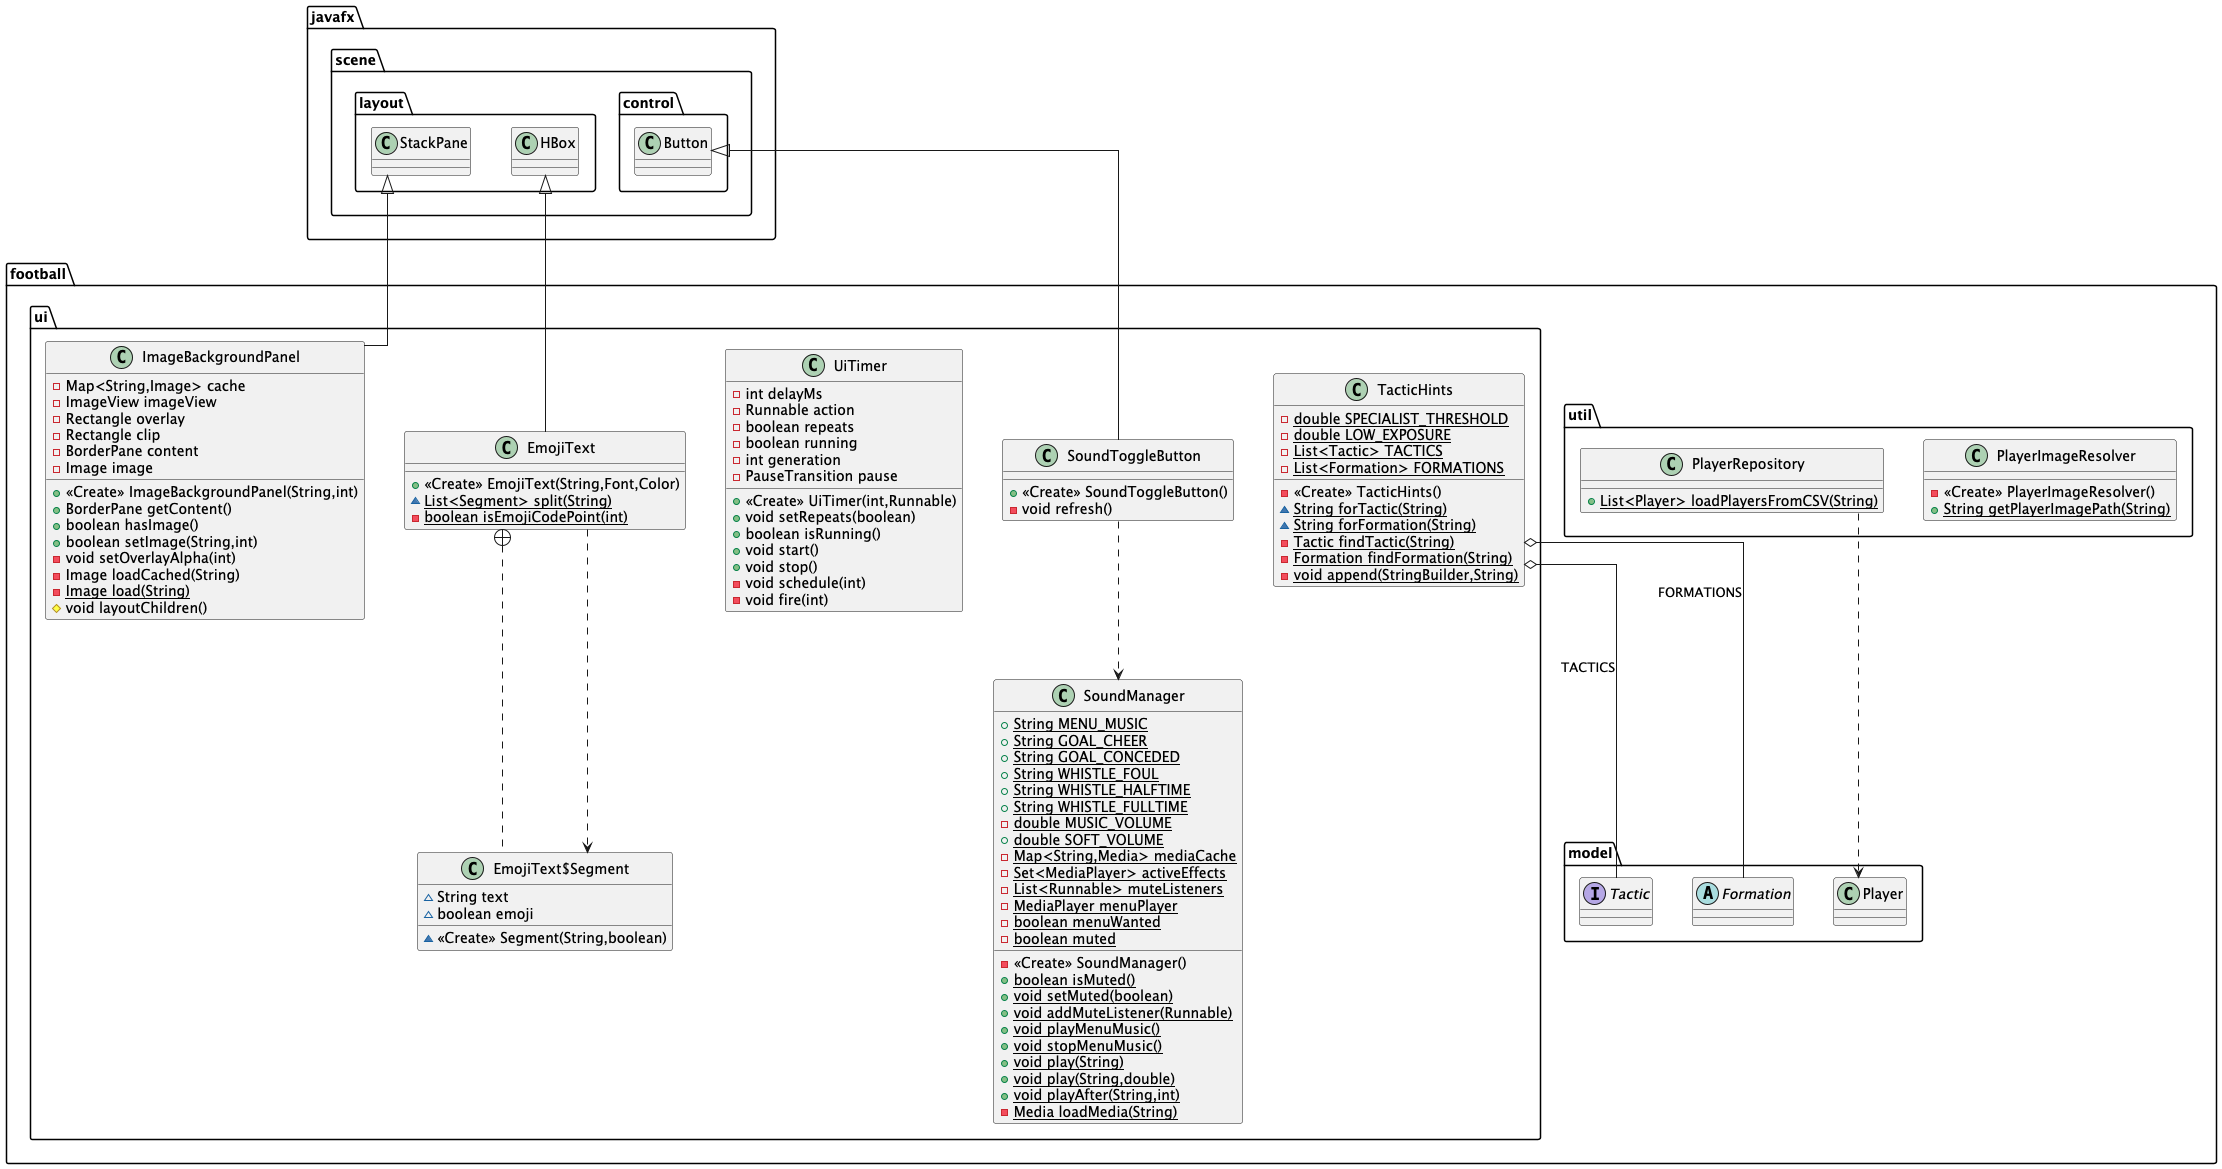 javafx
scene
layout
control
C StackPane
C HBox
C Button
football
ui
C ImageBackgroundPanel
Map<String,Image> cache
ImageView imageView
Rectangle overlay
Rectangle clip
BorderPane content
Image image
«Create» ImageBackgroundPanel(String,int)
BorderPane getContent()
boolean hasImage()
boolean setImage(String,int)
void setOverlayAlpha(int)
Image loadCached(String)
Image load(String)
void layoutChildren()
C EmojiText
«Create» EmojiText(String,Font,Color)
List<Segment> split(String)
boolean isEmojiCodePoint(int)
C UiTimer
int delayMs
Runnable action
boolean repeats
boolean running
int generation
PauseTransition pause
«Create» UiTimer(int,Runnable)
void setRepeats(boolean)
boolean isRunning()
void start()
void stop()
void schedule(int)
void fire(int)
C SoundToggleButton
«Create» SoundToggleButton()
void refresh()
C TacticHints
double SPECIALIST_THRESHOLD
double LOW_EXPOSURE
List<Tactic> TACTICS
List<Formation> FORMATIONS
«Create» TacticHints()
String forTactic(String)
String forFormation(String)
Tactic findTactic(String)
Formation findFormation(String)
void append(StringBuilder,String)
util
C PlayerRepository
List<Player> loadPlayersFromCSV(String)
C PlayerImageResolver
«Create» PlayerImageResolver()
String getPlayerImagePath(String)
FORMATIONS
TACTICS
C SoundManager
String MENU_MUSIC
String GOAL_CHEER
String GOAL_CONCEDED
String WHISTLE_FOUL
String WHISTLE_HALFTIME
String WHISTLE_FULLTIME
double MUSIC_VOLUME
double SOFT_VOLUME
Map<String,Media> mediaCache
Set<MediaPlayer> activeEffects
List<Runnable> muteListeners
MediaPlayer menuPlayer
boolean menuWanted
boolean muted
«Create» SoundManager()
boolean isMuted()
void setMuted(boolean)
void addMuteListener(Runnable)
void playMenuMusic()
void stopMenuMusic()
void play(String)
void play(String,double)
void playAfter(String,int)
Media loadMedia(String)
C EmojiText$Segment
String text
boolean emoji
«Create» Segment(String,boolean)
model
I Tactic
A Formation
C Player